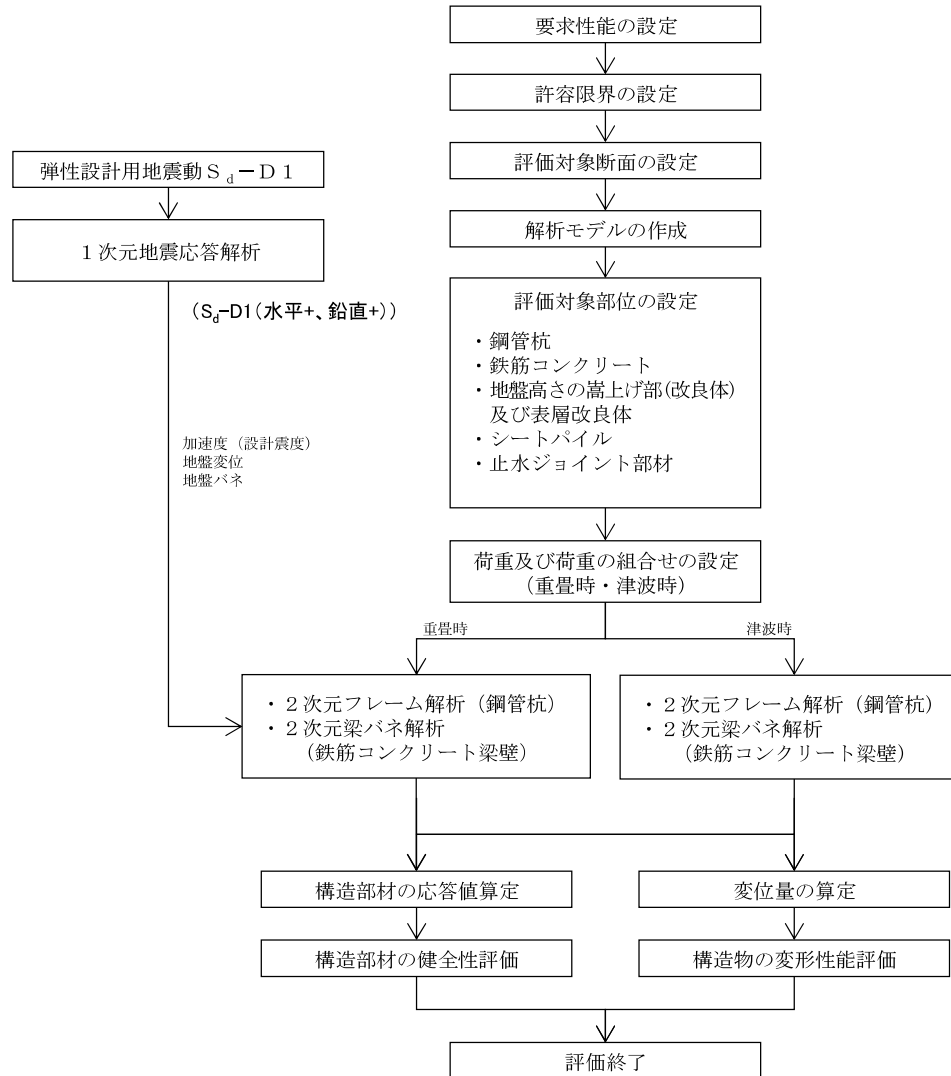 要求性能の設定
許容限界の設定
評価対象断面の設定
解析モデルの作成
弾性設計用地震動Ｓd－Ｄ１
１次元地震応答解析
(Sd-D1(水平+、鉛直+))
加速度（設計震度）
地盤変位
地盤バネ
評価対象部位の設定
・鋼管杭
・鉄筋コンクリート
・地盤高さの嵩上げ部(改良体)
及び表層改良体
・シートパイル
・止水ジョイント部材
荷重及び荷重の組合せの設定
（重畳時・津波時）
重畳時
津波時
・２次元フレーム解析（鋼管杭）
・２次元梁バネ解析
（鉄筋コンクリート梁壁）
・２次元フレーム解析（鋼管杭）
・２次元梁バネ解析
（鉄筋コンクリート梁壁）
構造部材の応答値算定
変位量の算定
構造部材の健全性評価
構造物の変形性能評価
評価終了